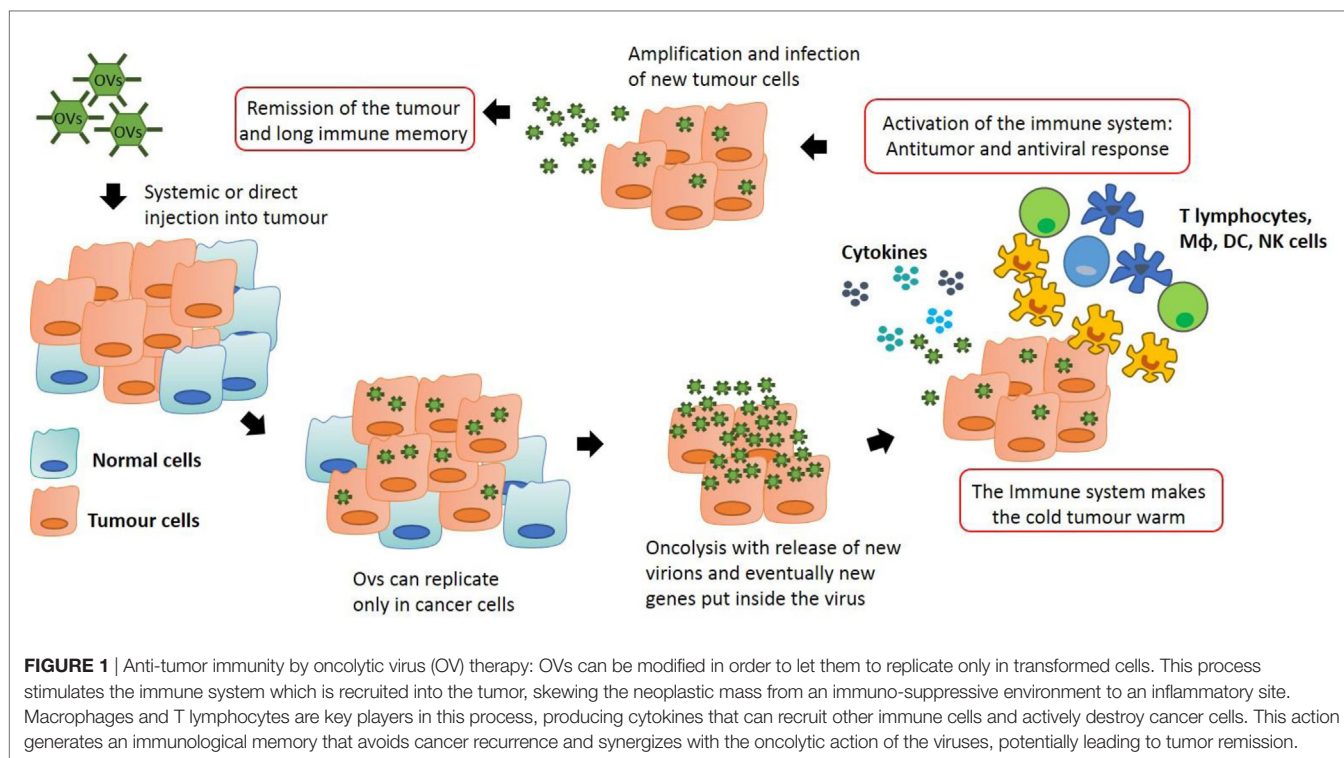 OVs
OVs
OVs
Systemic or direct
injection into tumour
Normal cells
Tumour cells
Ovs can replicate
only in cancer cells
Oncolysis with release of new
virions and eventually new
genes put inside the virus
The Immune system makes
the cold tumour warm
Cytokines
T lymphocytes,
Mϕ, DC, NK cells
Activation of the immune system:
Antitumor and antiviral response
Amplification and infection
of new tumour cells
Remission of the tumour
and long immune memory
FIGURE 1 | Anti-tumor immunity by oncolytic virus (OV) therapy: OVs can be modified in order to let them to replicate only in transformed cells. This process
stimulates the immune system which is recruited into the tumor, skewing the neoplastic mass from an immuno-suppressive environment to an inflammatory site.
Macrophages and T lymphocytes are key players in this process, producing cytokines that can recruit other immune cells and actively destroy cancer cells. This action
generates an immunological memory that avoids cancer recurrence and synergizes with the oncolytic action of the viruses, potentially leading to tumor remission.